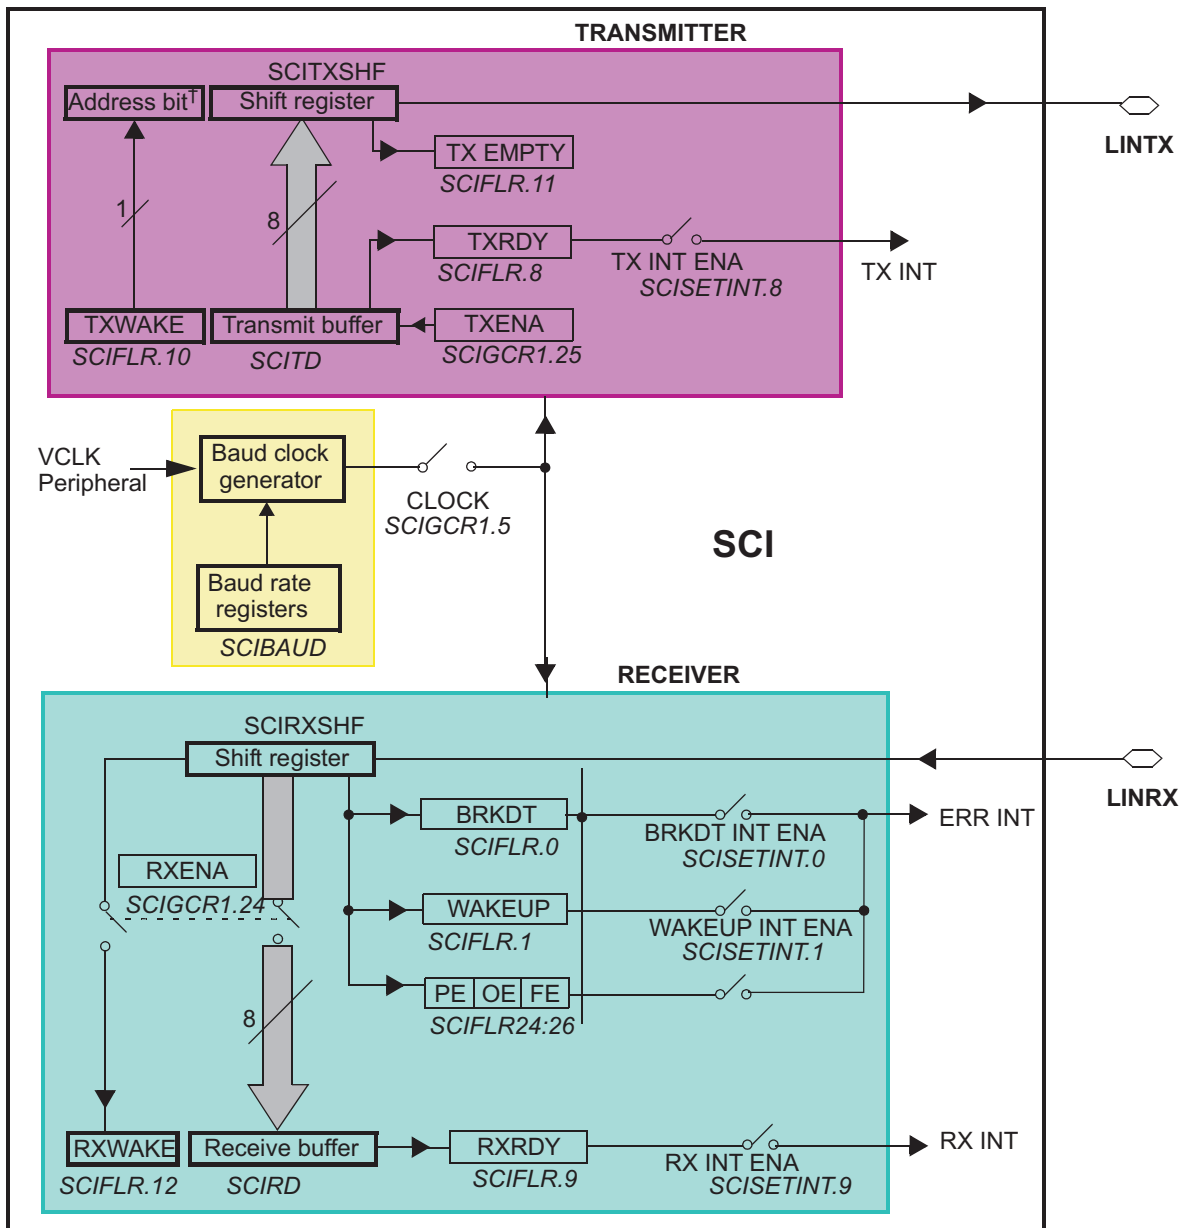 TRANSMITTER
SCITXSHF
Address bit†
Shift register
LINTX
TX EMPTY
SCIFLR.11
1
8
TXRDY
SCIFLR.8
TX INT ENA
SCISETINT.8
TX INT
TXWAKE
SCIFLR.10
Transmit buffer
SCITD
TXENA
SCIGCR1.25
VCLK
Peripheral
Baud clock
generator
CLOCK
SCIGCR1.5
SCI
Baud rate
registers
SCIBAUD
RECEIVER
SCIRXSHF
Shift register
LINRX
BRKDT
SCIFLR.0
BRKDT INT ENA
SCISETINT.0
ERR INT
RXENA
SCIGCR1.24
WAKEUP
SCIFLR.1
WAKEUP INT ENA
SCISETINT.1
PE OE FE
SCIFLR24:26
8
RXWAKE
SCIFLR.12
Receive buffer
SCIRD
RXRDY
SCIFLR.9
RX INT ENA
SCISETINT.9
RX INT